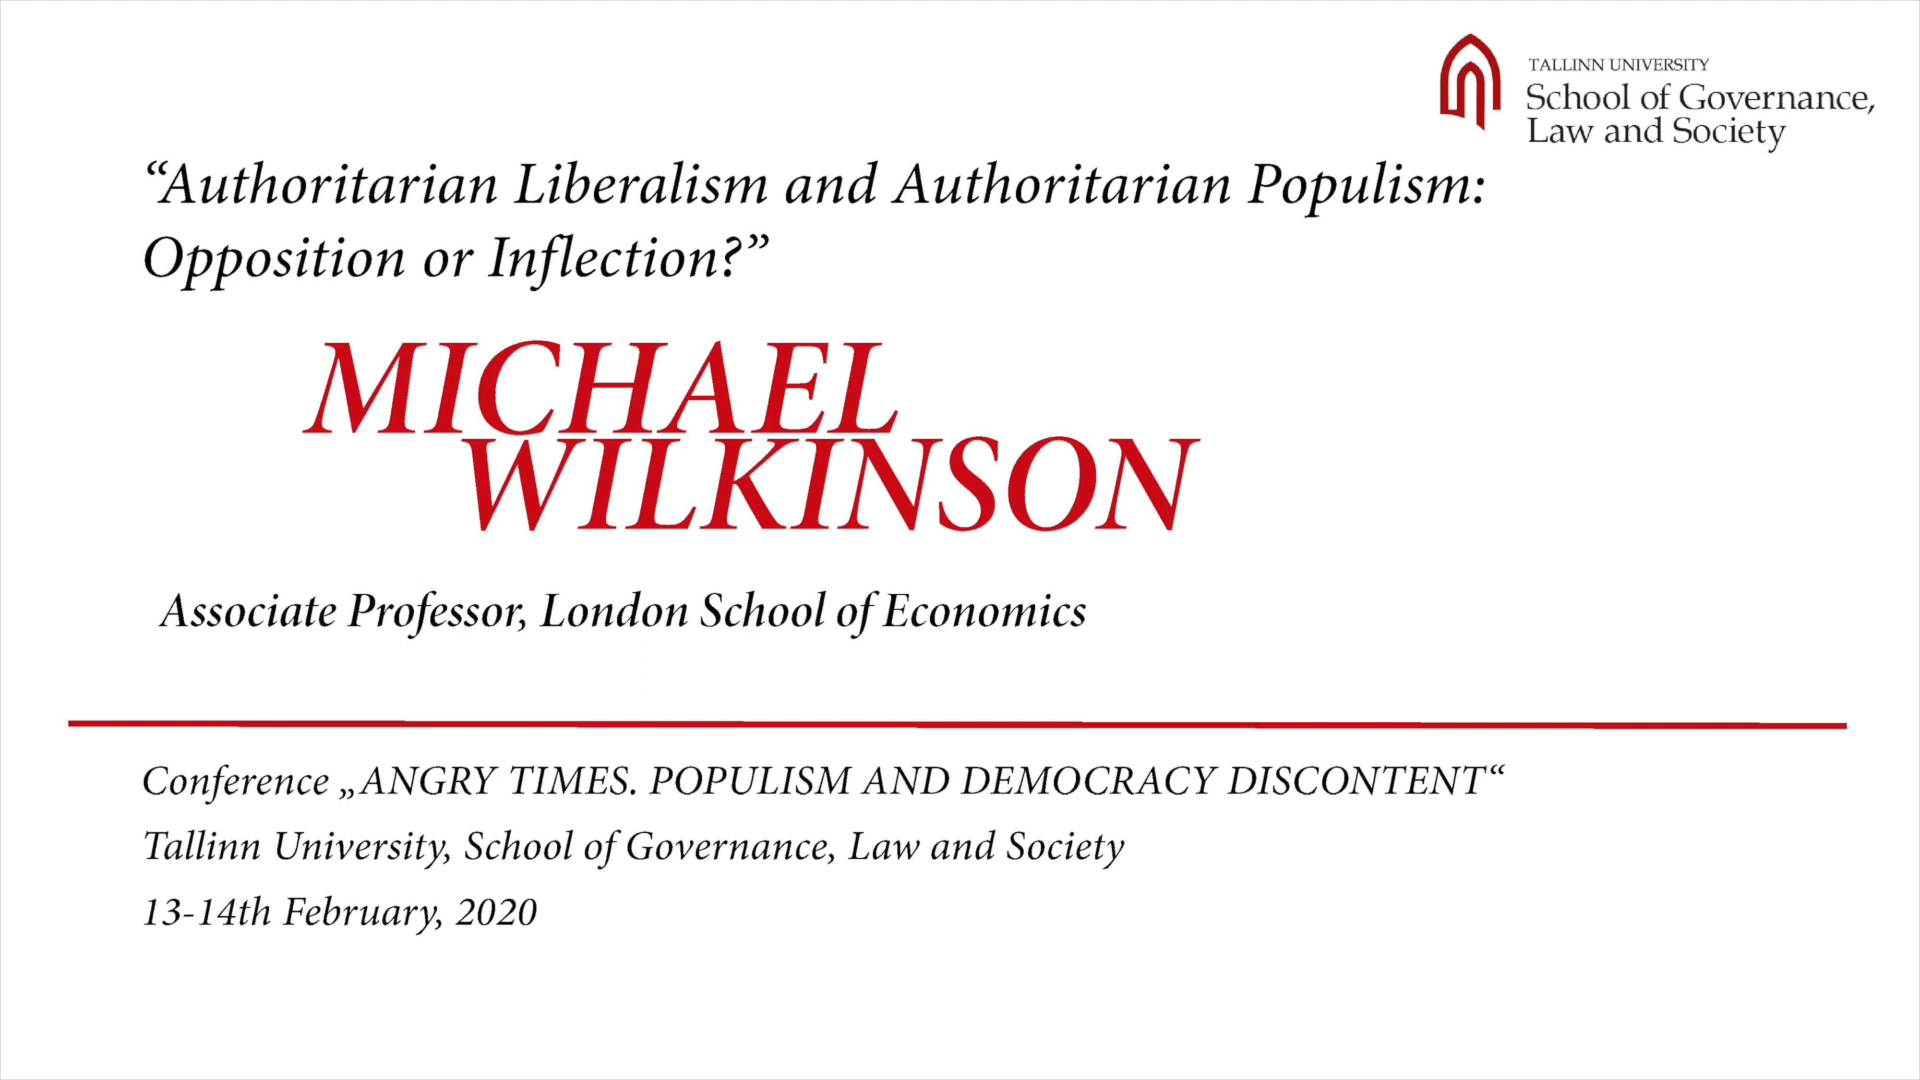 TALLINN UNIVERSITY
School of Governance,
Law and Society
“Authoritarian Liberalism and Authoritarian Populism:
Opposition or Inflection?”
MICHAEL
WILKINSON
Associate Professor, London School of Economics
Conference „ANGRY TIMES. POPULISM AND DEMOCRACY DISCONTENT“
Tallinn University, School of Governance, Law and Society
13-14th February, 2020